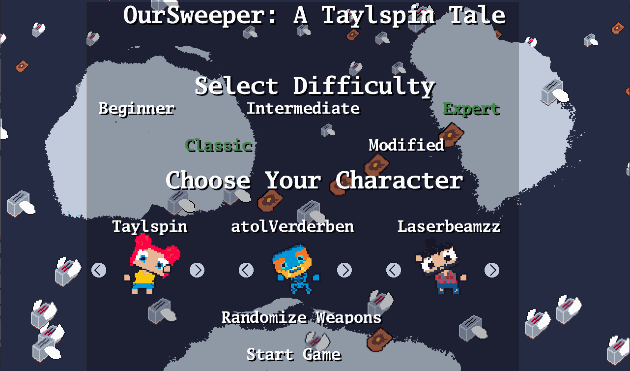 OurSweeper: A Taylspin Tale
Select Difficulty
Beginner Intermediate Expert
Classic Modified
Choose Your Character
Taylspin atolVerderben Laserbeamzz
Randomize Weapons
Start Game